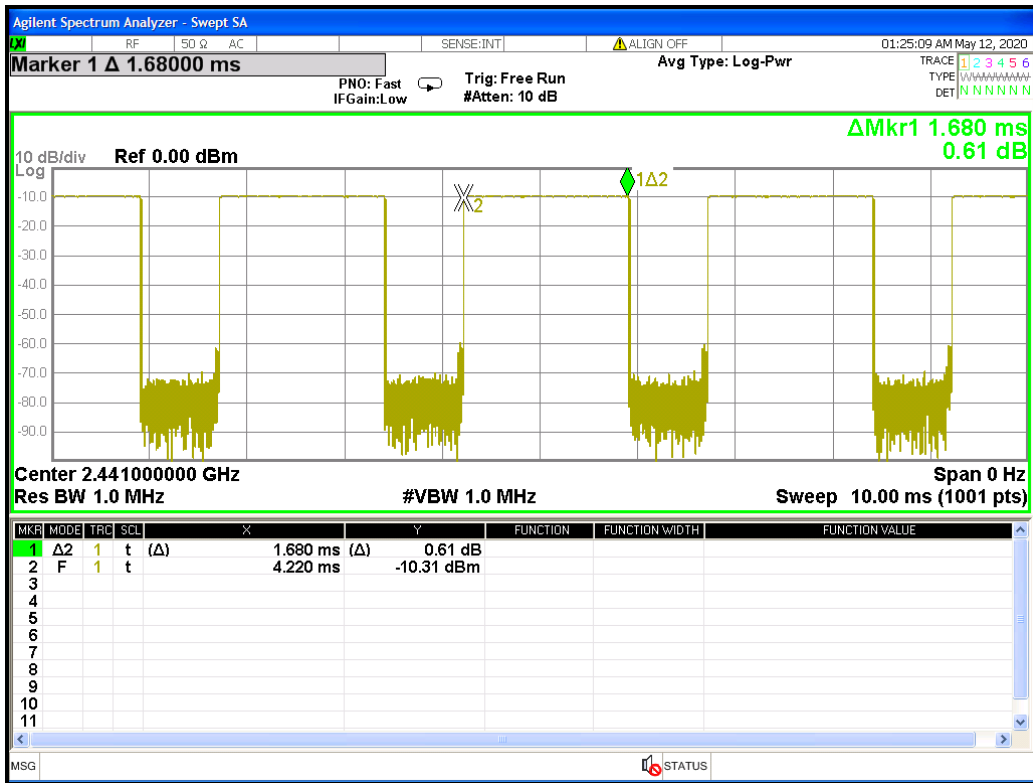 Agilent Spectrum Analyzer - Swept SA
LXI RF 50 Ω AC SENSE:INT ALIGN OFF 01:25:09 AM May 12, 2020
Marker 1 Δ 1.68000 ms
PNO: Fast
IFGain:Low
Trig: Free Run
#Atten: 10 dB
Avg Type: Log-Pwr
TRACE 1 2 3 4 5 6
TYPE WWWWWW
DET N N N N N N
ΔMkr1 1.680 ms
0.61 dB
10 dB/div Ref 0.00 dBm
Log
-10.0
-20.0
-30.0
-40.0
-50.0
-60.0
-70.0
-80.0
-90.0
2
1Δ2
Center 2.441000000 GHz Span 0 Hz
Res BW 1.0 MHz #VBW 1.0 MHz Sweep 10.00 ms (1001 pts)
MKR MODE TRC SCL X Y FUNCTION FUNCTION WIDTH FUNCTION VALUE
1 Δ2 1 t (Δ) 1.680 ms (Δ) 0.61 dB
2 F 1 t 4.220 ms -10.31 dBm
3
4
5
6
7
8
9
10
11
MSG STATUS